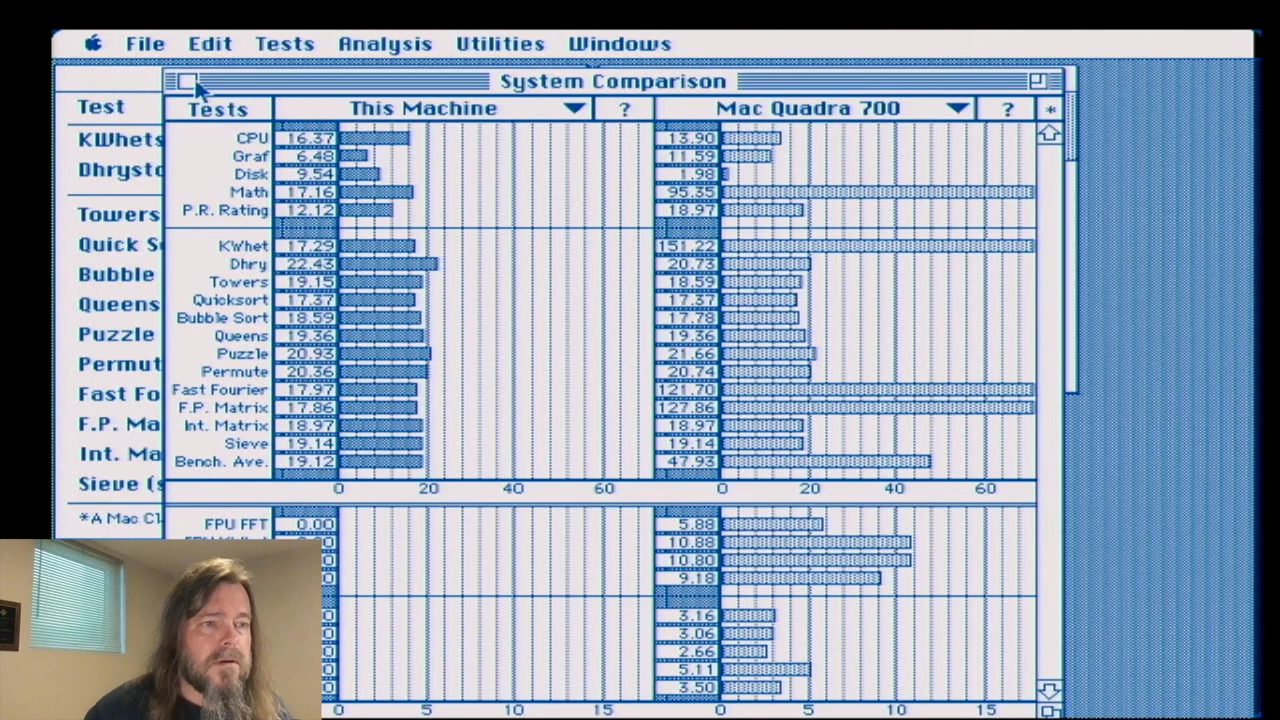 File Edit Tests Analysis Utilities Windows
System Comparison
Test
Tests This Machine ? Mac Quadra 700 ? *
CPU 16.37 13.90
Graf 6.48 11.59
Disk 9.54 1.98
Math 17.16 95.35
P.R. Rating 12.12 18.97
KWhets
KWhet 17.29 151.22
Dhrysto
Dhry 22.43 20.73
Towers
Towers 19.15 18.59
Quick S
Quicksort 17.37 17.37
Bubble
Bubble Sort 18.59 17.78
Queens
Queens 19.36 19.36
Puzzle
Puzzle 20.93 21.66
Permut
Permute 20.36 20.74
Fast Fo
Fast Fourier 17.97 121.70
F.P. Ma
F.P. Matrix 17.86 127.86
Int. Ma
Int. Matrix 18.97 18.97
Sieve (s
Sieve 19.14 19.14
Bench. Ave. 19.12 47.93
0 20 40 60 0 20 40 60
*A Mac Cl
FPU FFT 0.00 5.88
10.88
10.80
9.18
3.16
3.06
2.66
5.11
3.50
0 5 10 15 0 5 10 15